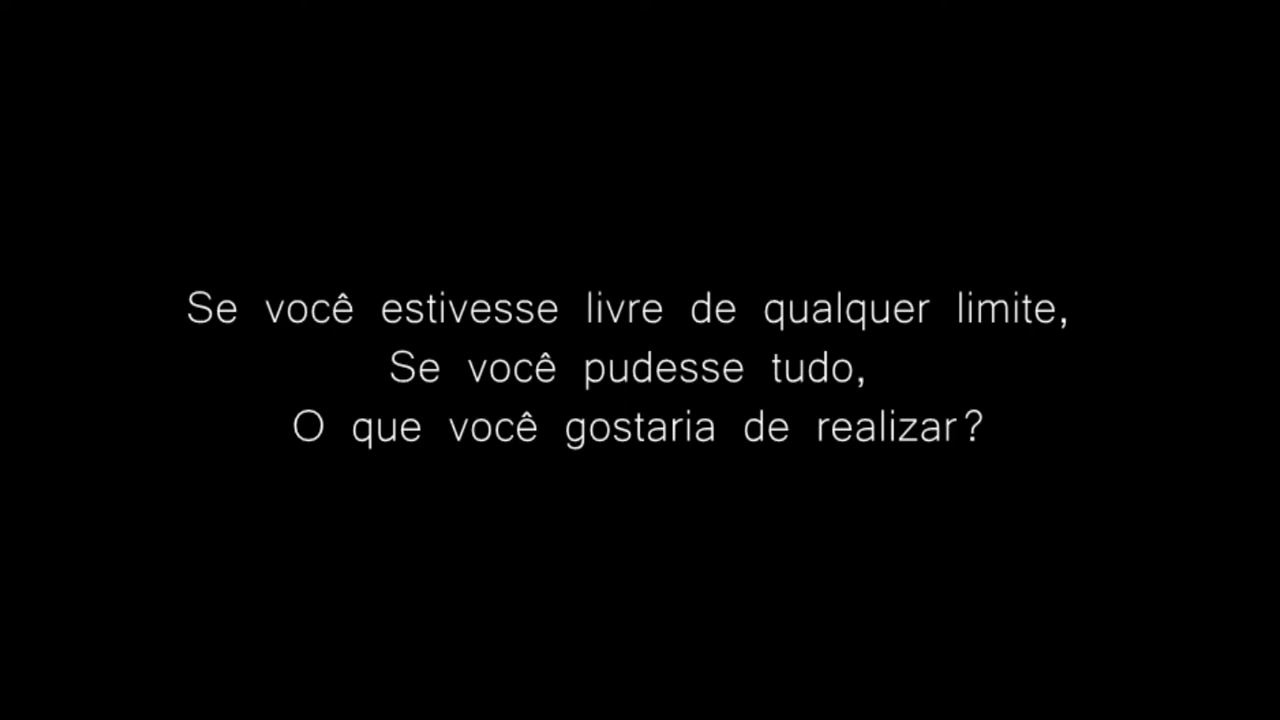 Se você estivesse livre de qualquer limite,
Se você pudesse tudo,
O que você gostaria de realizar?